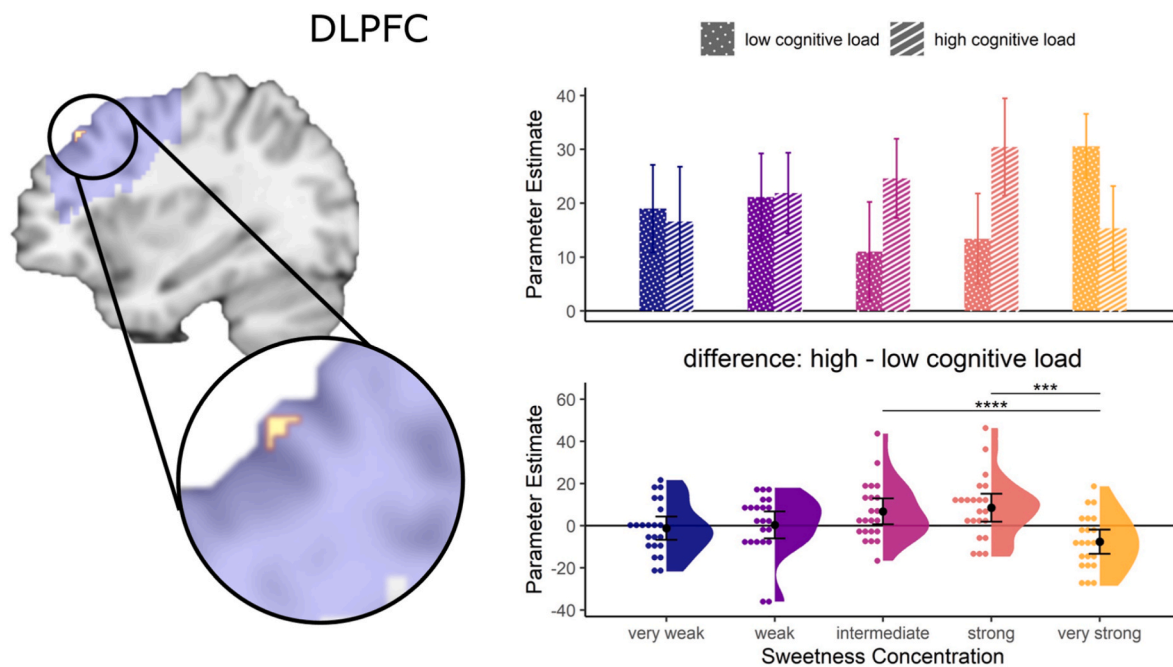 DLPFC
low cognitive load
high cognitive load
40
30
20
10
0
Parameter Estimate
difference: high - low cognitive load
***
****
60
40
20
0
-20
-40
Parameter Estimate
very weak
weak
intermediate
strong
very strong
Sweetness Concentration